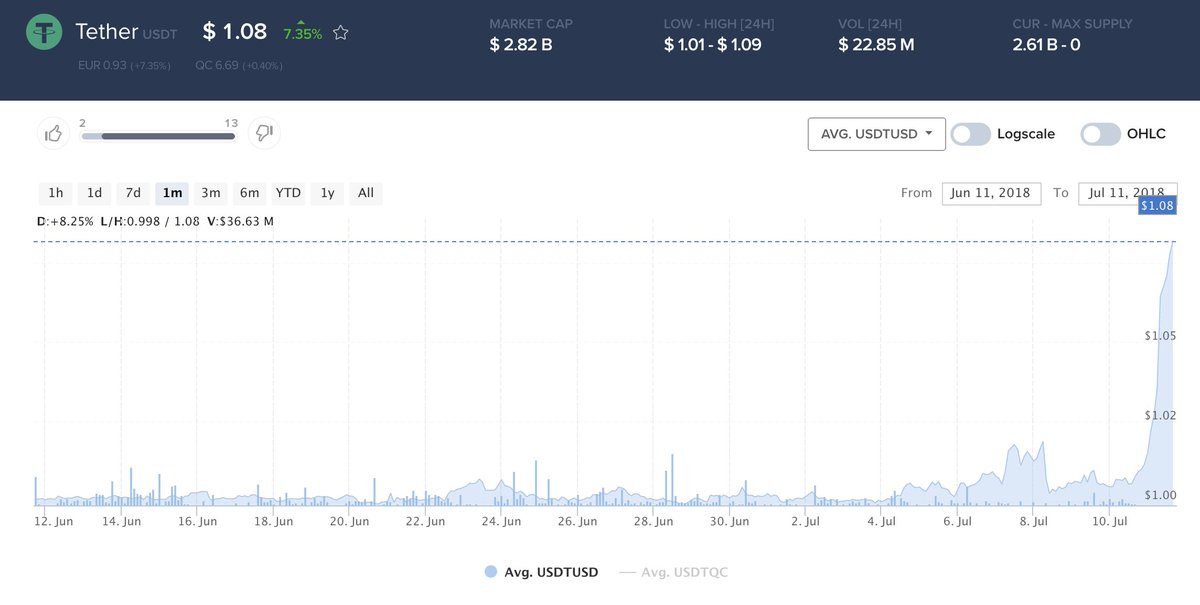 Tether USDT $ 1.08 7.35%
EUR 0.93 (+7.35%) QC 6.69 (+0.40%)
MARKET CAP LOW - HIGH [24H] VOL [24H] CUR - MAX SUPPLY
$ 2.82 B $ 1.01 - $ 1.09 $ 22.85 M 2.61 B - 0
2 13
AVG. USDTUSD Logscale OHLC
1h 1d 7d 1m 3m 6m YTD 1y All
From Jun 11, 2018 To Jul 11, 2018
$1.08
D:+8.25% L/H:0.998 / 1.08 V:$36.63 M
$1.05
$1.02
$1.00
12. Jun 14. Jun 16. Jun 18. Jun 20. Jun 22. Jun 24. Jun 26. Jun 28. Jun 30. Jun 2. Jul 4. Jul 6. Jul 8. Jul 10. Jul
Avg. USDTUSD Avg. USDTQC